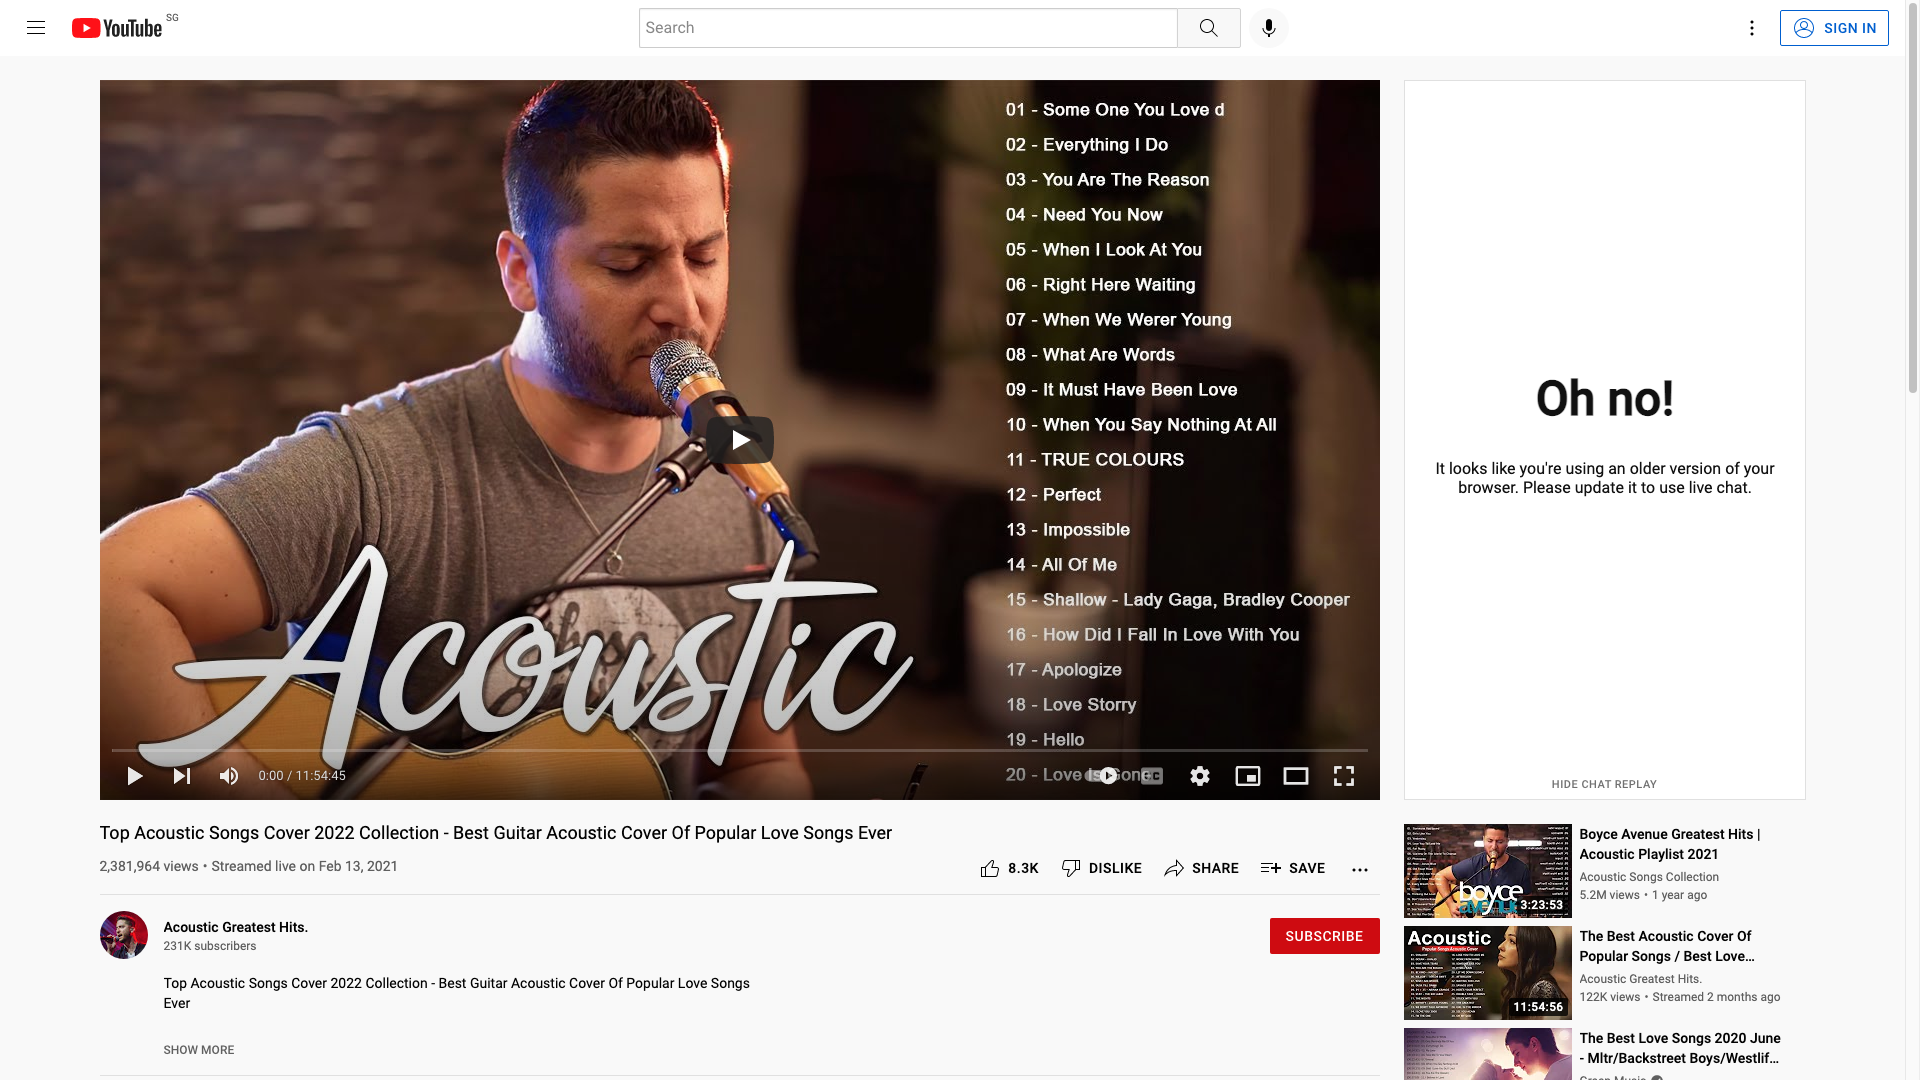 YouTube SG
Search
SIGN IN
01 - Some One You Love d
02 - Everything I Do
03 - You Are The Reason
04 - Need You Now
05 - When I Look At You
06 - Right Here Waiting
07 - When We Werer Young
08 - What Are Words
09 - It Must Have Been Love
10 - When You Say Nothing At All
11 - TRUE COLOURS
12 - Perfect
13 - Impossible
14 - All Of Me
15 - Shallow - Lady Gaga, Bradley Cooper
16 - How Did I Fall In Love With You
17 - Apologize
18 - Love Storry
19 - Hello
20 - Love Is Gone
Acoustic
0:00 / 11:54:45
Oh no!
It looks like you're using an older version of your
browser. Please update it to use live chat.
HIDE CHAT REPLAY
Top Acoustic Songs Cover 2022 Collection - Best Guitar Acoustic Cover Of Popular Love Songs Ever
2,381,964 views • Streamed live on Feb 13, 2021
8.3K DISLIKE SHARE SAVE
Acoustic Greatest Hits.
231K subscribers
SUBSCRIBE
Top Acoustic Songs Cover 2022 Collection - Best Guitar Acoustic Cover Of Popular Love Songs
Ever
SHOW MORE
boyce
3:23:53
Boyce Avenue Greatest Hits |
Acoustic Playlist 2021
Acoustic Songs Collection
5.2M views • 1 year ago
Acoustic
11:54:56
The Best Acoustic Cover Of
Popular Songs / Best Love...
Acoustic Greatest Hits.
122K views • Streamed 2 months ago
The Best Love Songs 2020 June
- Mltr/Backstreet Boys/Westlif...
Green Music